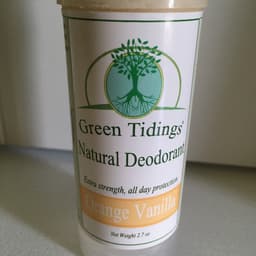 Green Tidings®
Natural Deodorant
Extra strength, all day protection
Orange Vanilla
Net Weight 2.7 oz